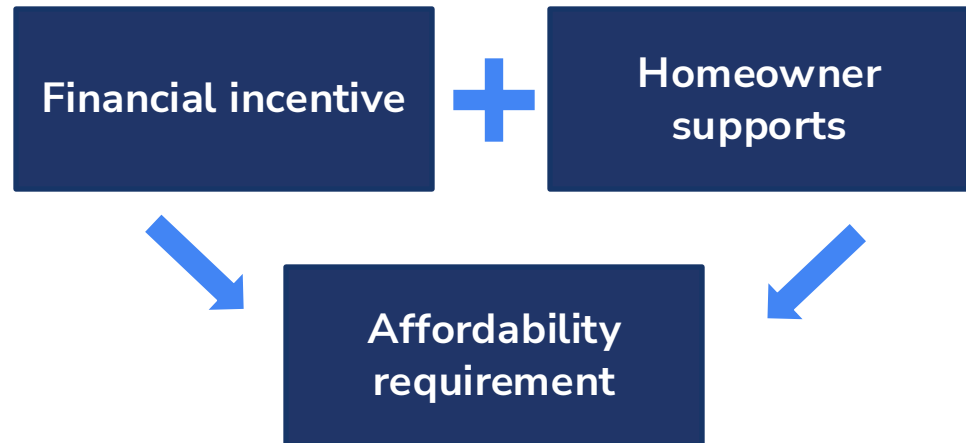 Financial incentive
Homeowner
supports
Affordability
requirement